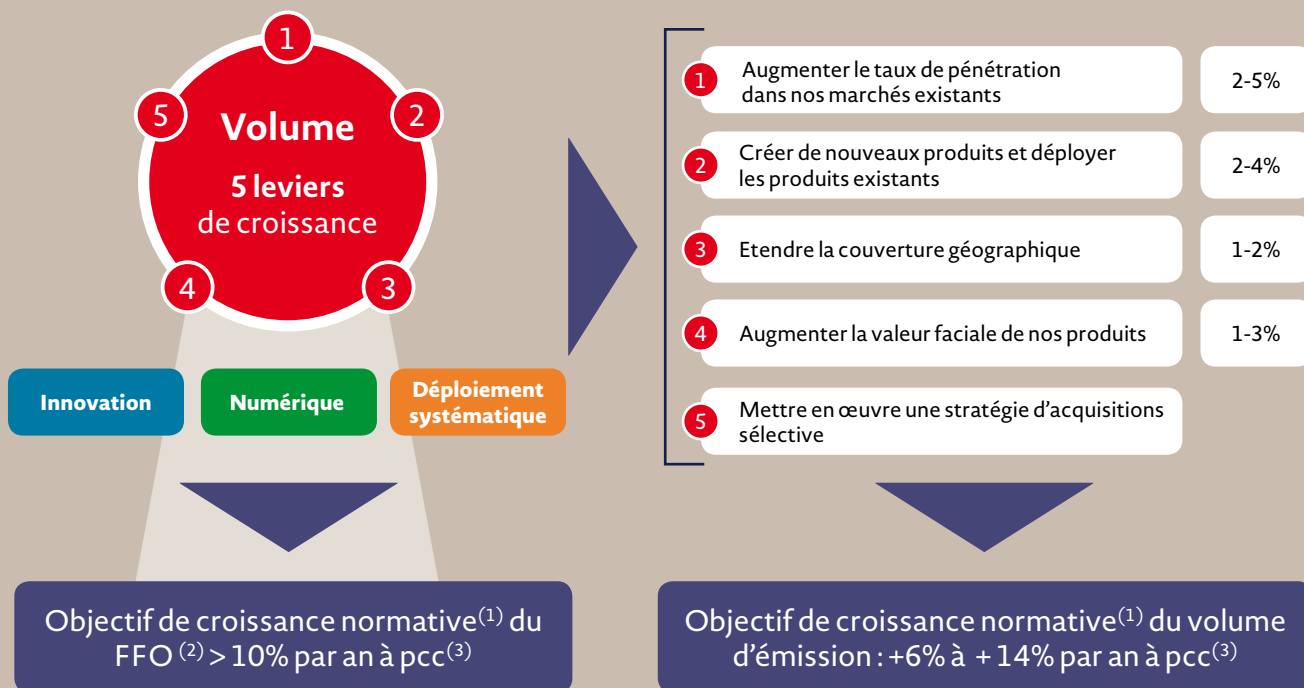 1
5
2
Volume
5 leviers
de croissance
4
3
Innovation
Numérique
Déploiement
systématique
Objectif de croissance normative(1) du
FFO (2) > 10% par an à pcc(3)
1
Augmenter le taux de pénétration
dans nos marchés existants
2-5%
2
Créer de nouveaux produits et déployer
les produits existants
2-4%
3
Etendre la couverture géographique
1-2%
4
Augmenter la valeur faciale de nos produits
1-3%
5
Mettre en œuvre une stratégie d'acquisitions
sélective
Objectif de croissance normative(1) du volume
d'émission : +6% à +14% par an à pcc(3)